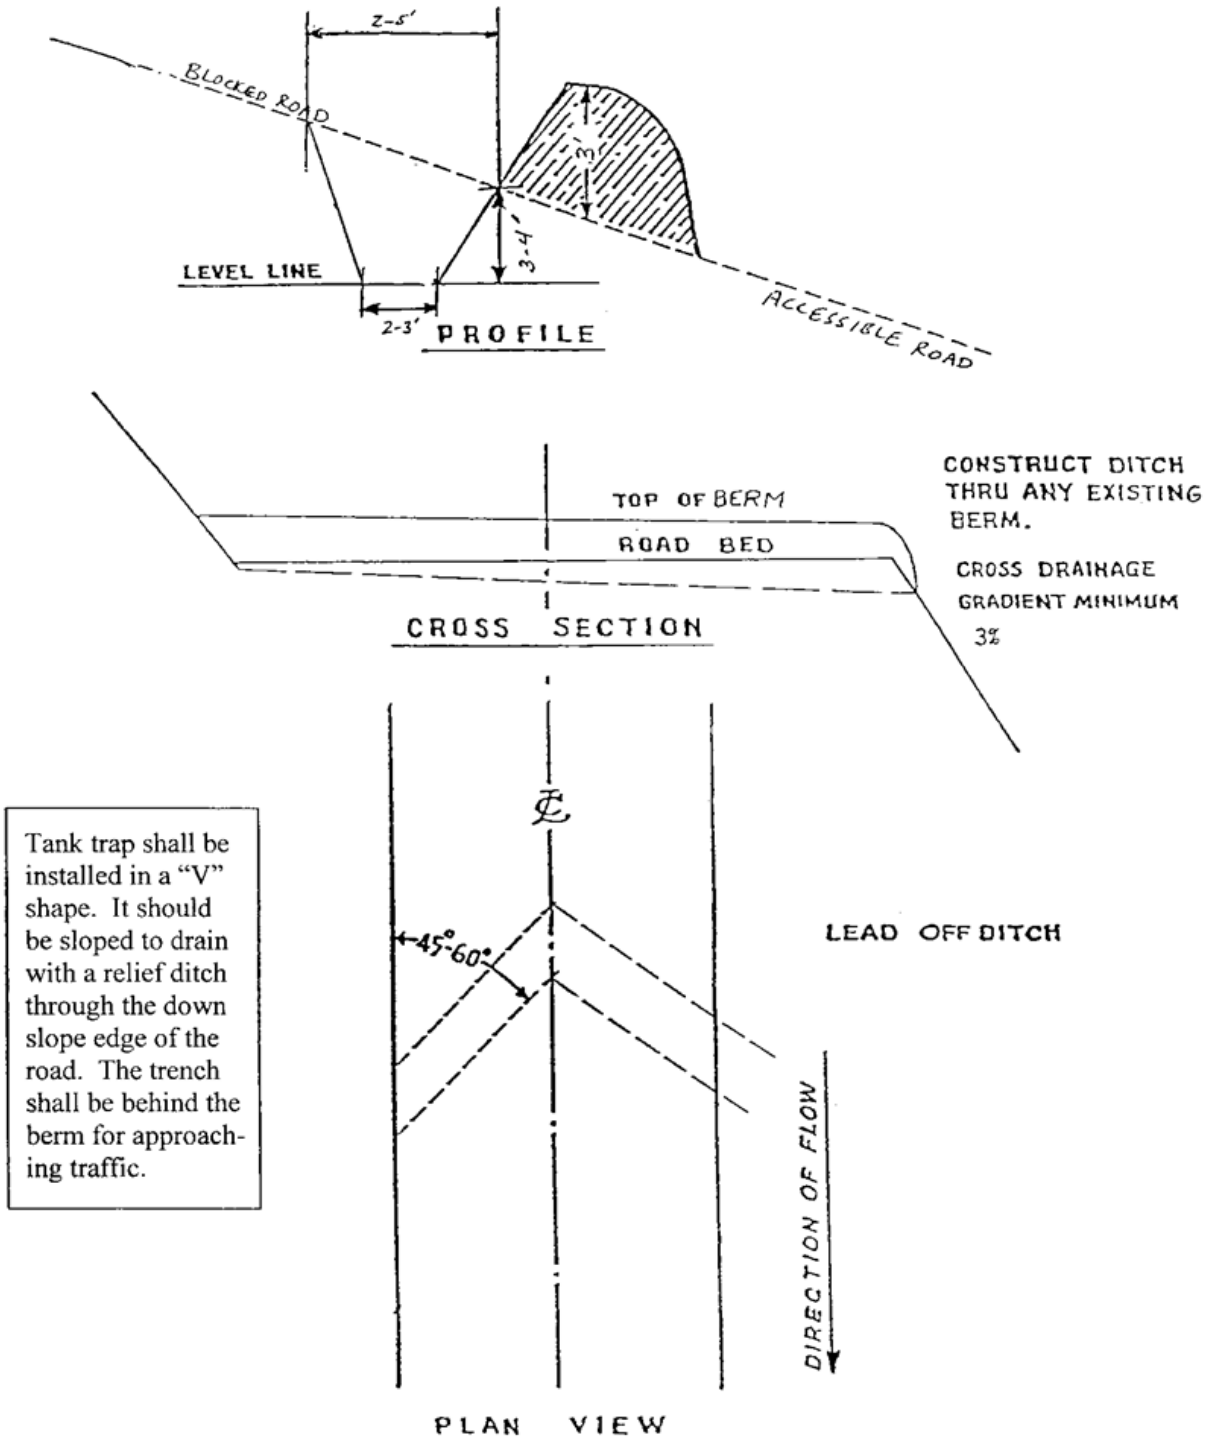 2-5'
BLOCKED ROAD
3'
3-4'
LEVEL LINE
2-3'
PROFILE
ACCESSIBLE ROAD
CONSTRUCT DITCH
THRU ANY EXISTING
BERM.
TOP OF BERM
ROAD BED
CROSS DRAINAGE
GRADIENT MINIMUM
3%
CROSS SECTION
CL
Tank trap shall be
installed in a “V”
shape. It should
be sloped to drain
with a relief ditch
through the down
slope edge of the
road. The trench
shall be behind the
berm for approach-
ing traffic.
45°-60°
LEAD OFF DITCH
DIRECTION OF FLOW
PLAN VIEW